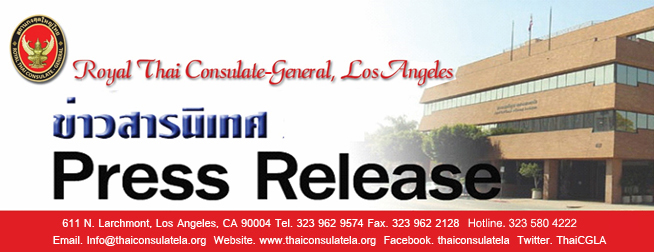 Royal Thai Consulate-General, Los Angeles
ข่าวสารนิเทศ
Press Release
611 N. Larchmont, Los Angeles, CA 90004 Tel. 323 962 9574 Fax. 323 962 2128 Hotline. 323 580 4222
Email. Info@thaiconsulatela.org Website. www.thaiconsulatela.org Facebook. thaiconsulatela Twitter. ThaiCGLA